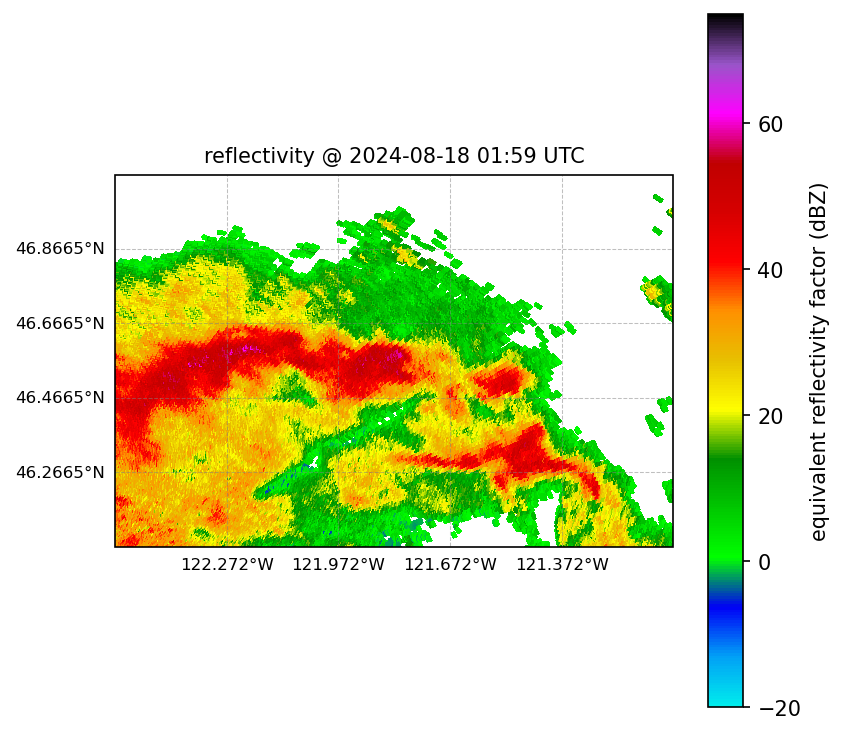 reflectivity @ 2024-08-18 01:59 UTC
46.8665°N
46.6665°N
46.4665°N
46.2665°N
122.272°W 121.972°W 121.672°W 121.372°W
60
40
20
0
−20
equivalent reflectivity factor (dBZ)